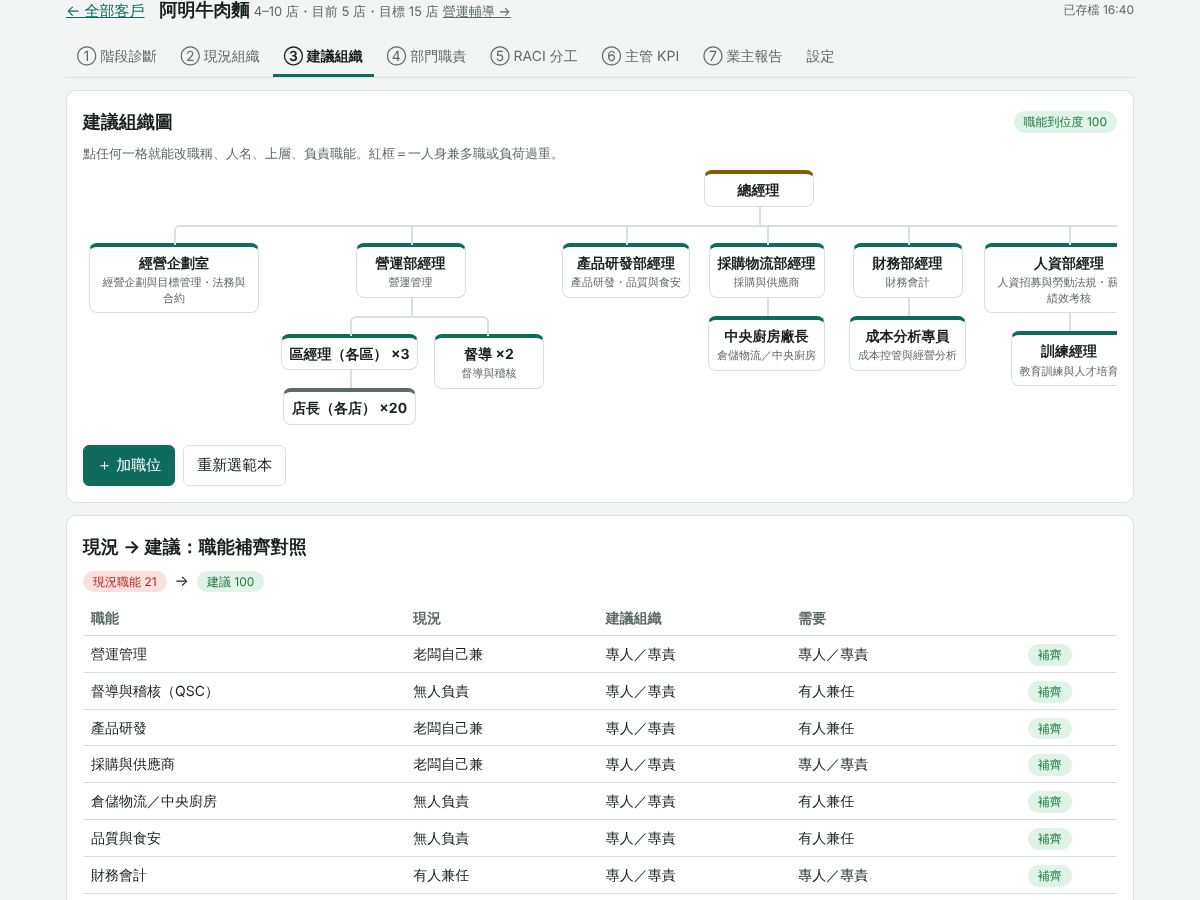 ← 全部客戶 阿明牛肉麵 4–10 店・目前 5 店・目標 15 店 營運輔導 → 已存檔 16:40
① 階段診斷 ② 現況組織 ③ 建議組織 ④ 部門職責 ⑤ RACI 分工 ⑥ 主管 KPI ⑦ 業主報告 設定
建議組織圖 職能到位度 100
點任何一格就能改職稱、人名、上層、負責職能。紅框＝一人身兼多職或負荷過重。
總經理
經營企劃室 營運部經理 產品研發部經理 採購物流部經理 財務部經理 人資部經理
經營企劃與目標管理・法務與 營運管理 產品研發・品質與食安 採購與供應商 財務會計 人資招募與勞動法規・薪
合約 績效考核
中央廚房廠長 成本分析專員
區經理（各區） ×3 督導 ×2 倉儲物流／中央廚房 成本控管與經營分析 訓練經理
督導與稽核 教育訓練與人才培育
店長（各店） ×20
＋ 加職位 重新選範本
現況 → 建議：職能補齊對照
現況職能 21 → 建議 100
職能 現況 建議組織 需要
營運管理 老闆自己兼 專人／專責 專人／專責 補齊
督導與稽核（QSC） 無人負責 專人／專責 有人兼任 補齊
產品研發 老闆自己兼 專人／專責 有人兼任 補齊
採購與供應商 老闆自己兼 專人／專責 專人／專責 補齊
倉儲物流／中央廚房 無人負責 專人／專責 有人兼任 補齊
品質與食安 無人負責 專人／專責 有人兼任 補齊
財務會計 有人兼任 專人／專責 專人／專責 補齊